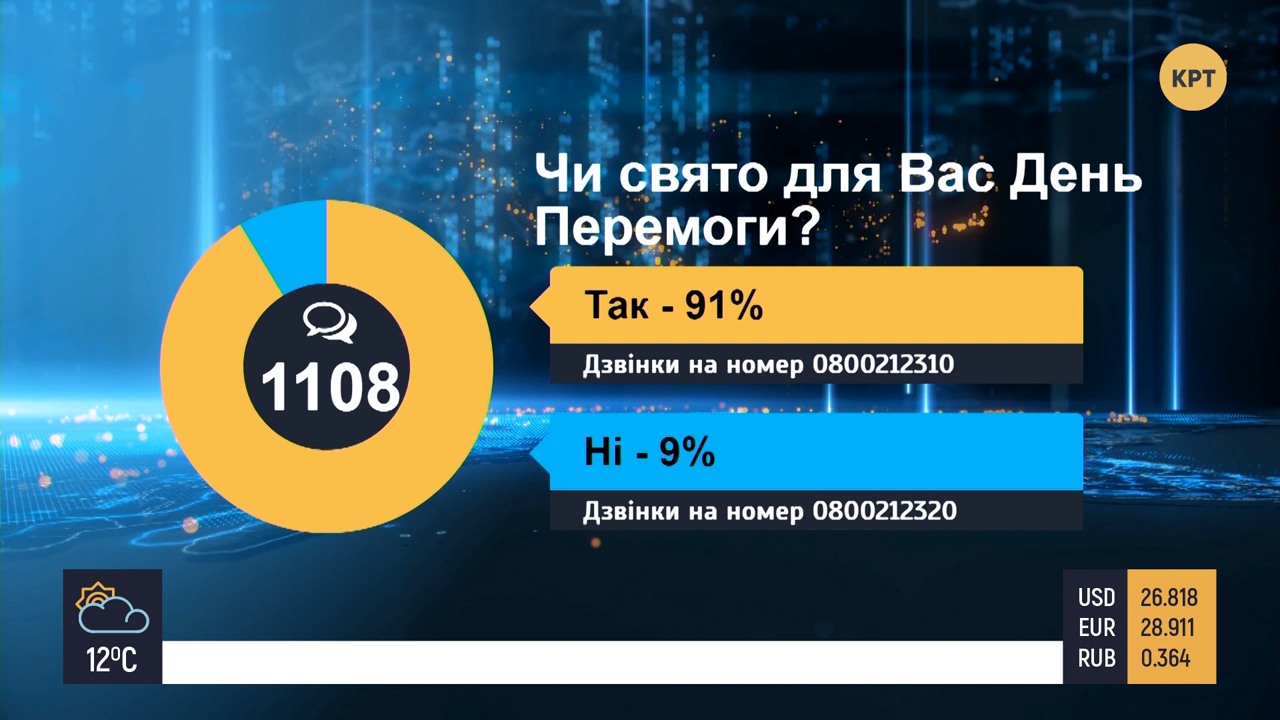 КРТ
Чи свято для Вас День
Перемоги?
Так - 91%
Дзвінки на номер 0800212310
1108
Ні - 9%
Дзвінки на номер 0800212320
12⁰C
USD 26.818
EUR 28.911
RUB 0.364